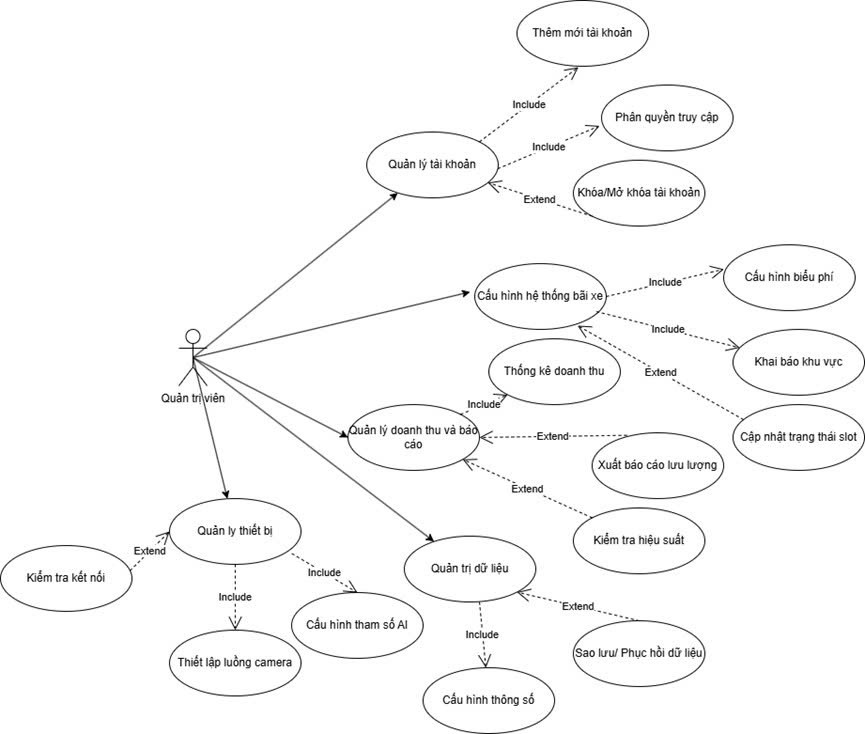 Thêm mới tài khoản
Include
Phân quyền truy cập
Include
Quản lý tài khoản
Khóa/Mở khóa tài khoản
Extend
Cấu hình biểu phí
Include
Cấu hình hệ thống bãi xe
Include
Khai báo khu vực
Thống kê doanh thu
Extend
Quản trị viên
Include
Quản lý doanh thu và báo
cáo
Cập nhật trạng thái slot
Extend
Xuất báo cáo lưu lượng
Extend
Quản ly thiết bị
Kiểm tra hiệu suất
Extend
Quản trị dữ liệu
Kiểm tra kết nối
Include
Include
Extend
Cấu hình tham số AI
Include
Sao lưu/ Phục hồi dữ liệu
Thiết lập luồng camera
Cấu hình thông số